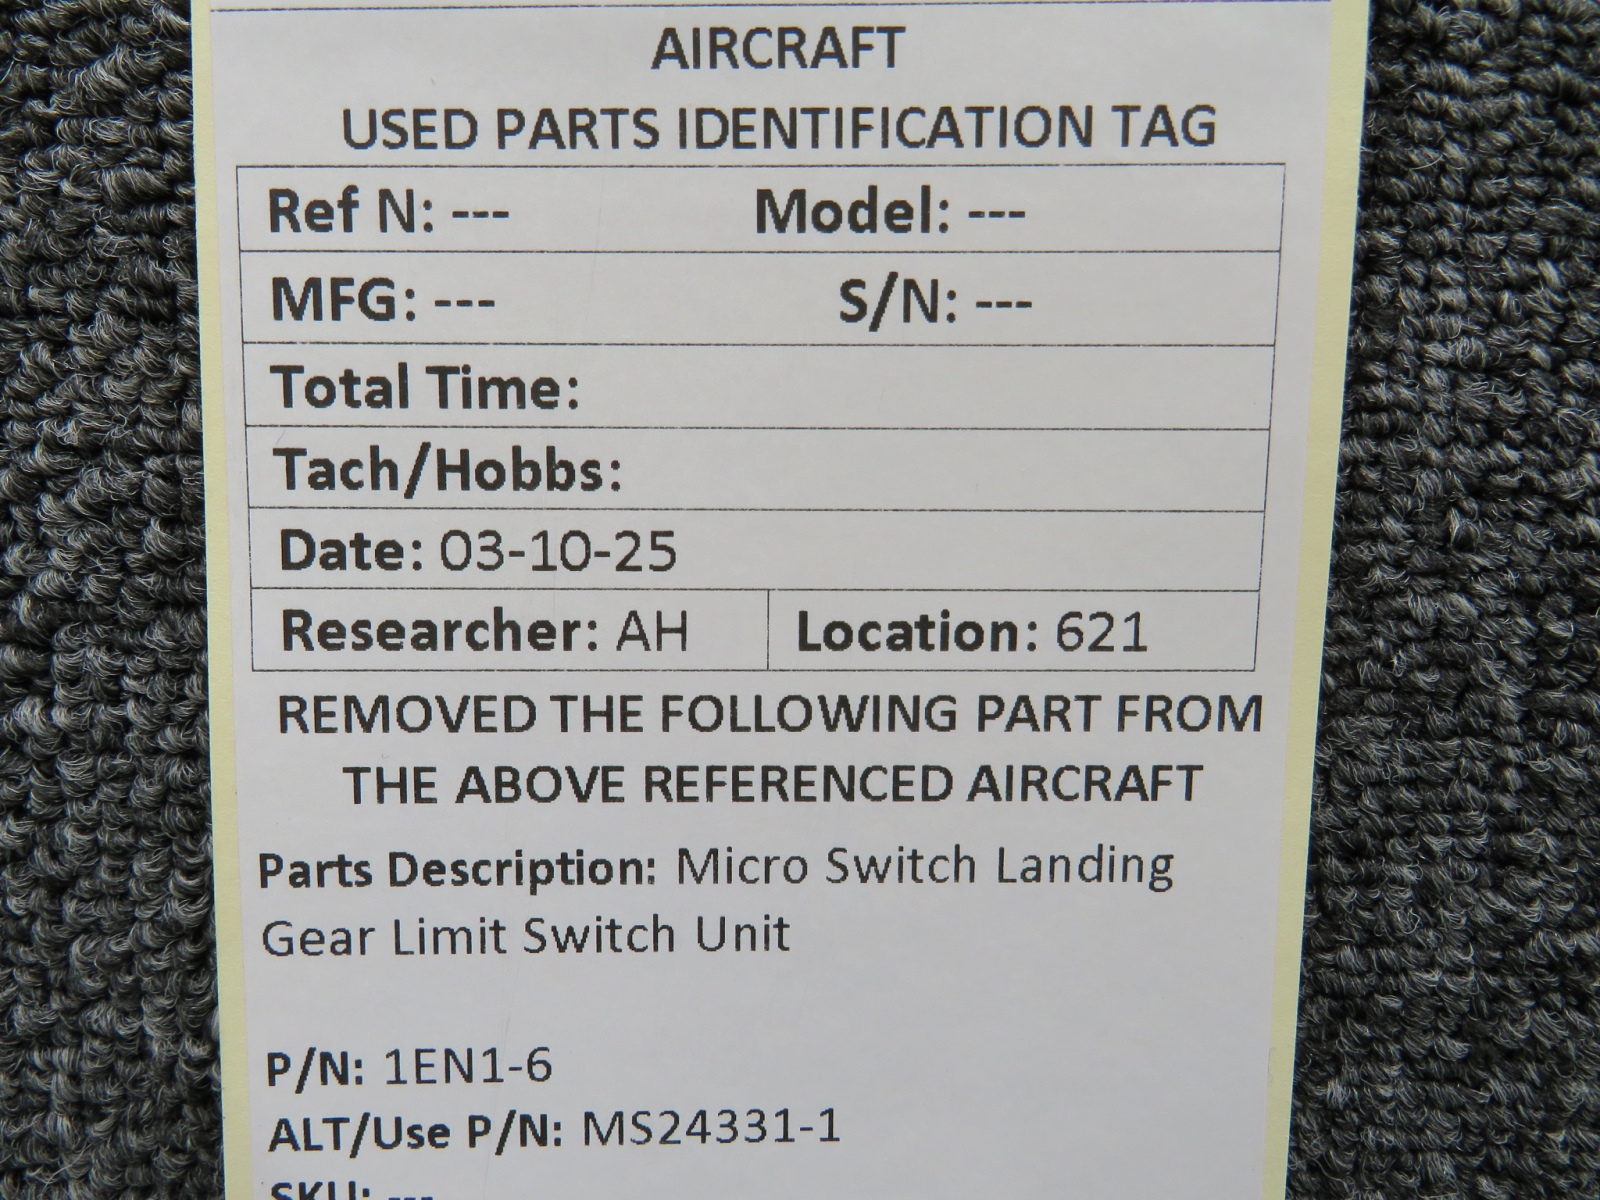 AIRCRAFT
USED PARTS IDENTIFICATION TAG
Ref N: --- Model: ---
MFG: --- S/N: ---
Total Time:
Tach/Hobbs:
Date: 03-10-25
Researcher: AH Location: 621
REMOVED THE FOLLOWING PART FROM
THE ABOVE REFERENCED AIRCRAFT
Parts Description: Micro Switch Landing
Gear Limit Switch Unit
P/N: 1EN1-6
ALT/Use P/N: MS24331-1
SKU: ---